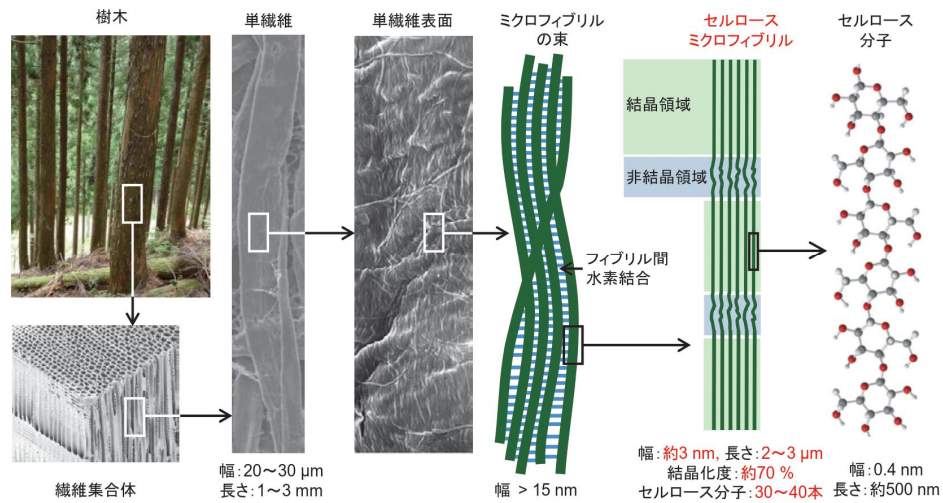 樹木
単繊維
単繊維表面
ミクロフィブリル
の束
セルロース
ミクロフィブリル
セルロース
分子
結晶領域
非結晶領域
フィブリル間
水素結合
繊維集合体
幅:20〜30 μm
長さ:1〜3 mm
幅 > 15 nm
幅:約3 nm, 長さ:2〜3 μm
結晶化度:約70 %
セルロース分子:30〜40本
幅:0.4 nm
長さ:約500 nm